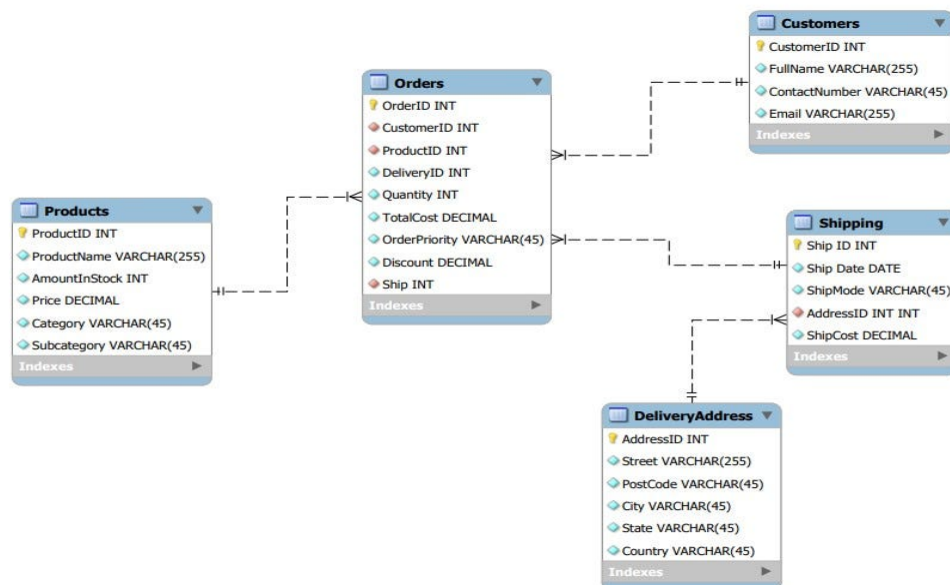 Customers
CustomerID INT
FullName VARCHAR(255)
ContactNumber VARCHAR(45)
Email VARCHAR(255)
Indexes
Orders
OrderID INT
CustomerID INT
ProductID INT
DeliveryID INT
Quantity INT
TotalCost DECIMAL
OrderPriority VARCHAR(45)
Discount DECIMAL
Ship INT
Indexes
Products
ProductID INT
ProductName VARCHAR(255)
AmountInStock INT
Price DECIMAL
Category VARCHAR(45)
Subcategory VARCHAR(45)
Indexes
Shipping
Ship ID INT
Ship Date DATE
ShipMode VARCHAR(45)
AddressID INT INT
ShipCost DECIMAL
Indexes
DeliveryAddress
AddressID INT
Street VARCHAR(255)
PostCode VARCHAR(45)
City VARCHAR(45)
State VARCHAR(45)
Country VARCHAR(45)
Indexes